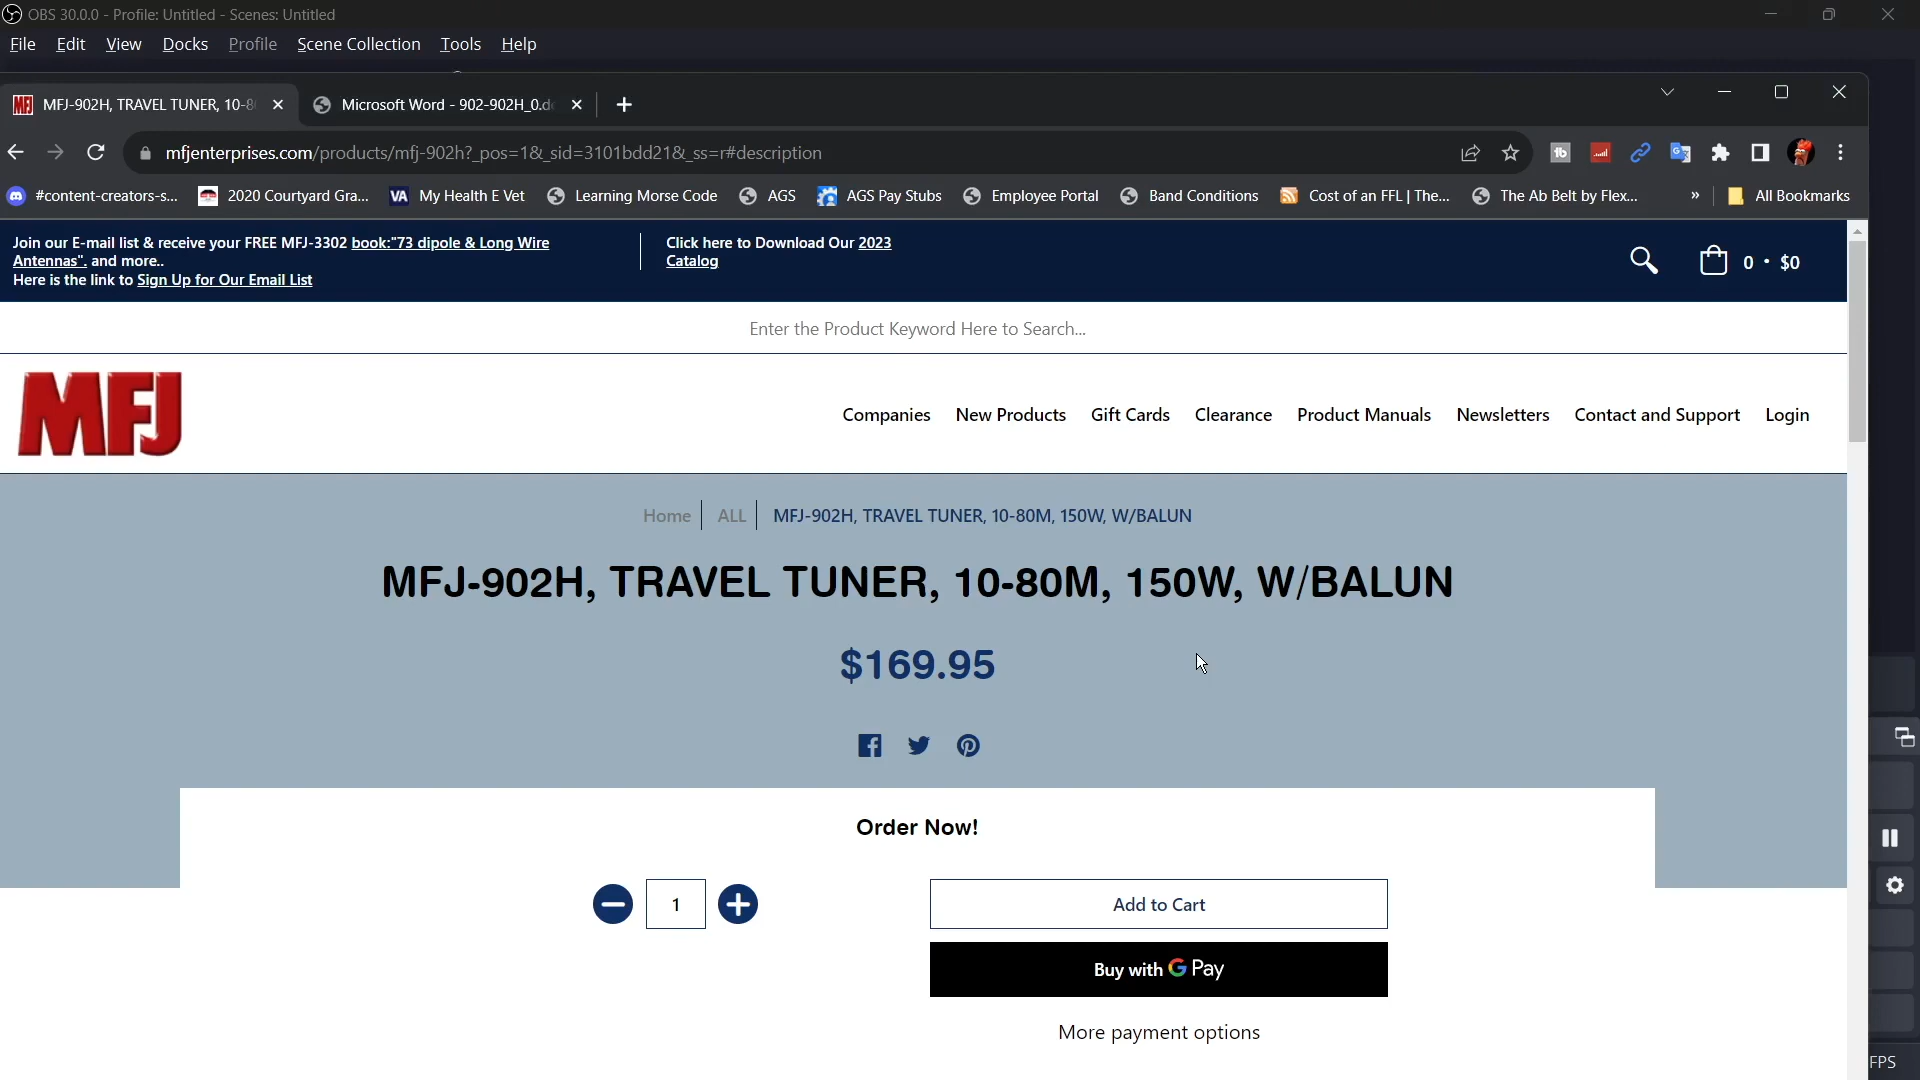 OBS 30.0.0 - Profile: Untitled - Scenes: Untitled
File Edit View Docks Profile Scene Collection Tools Help
MFJ-902H, TRAVEL TUNER, 10-8
Microsoft Word - 902-902H_0.d
mfjenterprises.com/products/mfj-902h?_pos=1&_sid=3101bdd21&_ss=r#description
#content-creators-s... 2020 Courtyard Gra... VA My Health E Vet Learning Morse Code AGS AGS Pay Stubs Employee Portal Band Conditions Cost of an FFL | The... The Ab Belt by Flex... » All Bookmarks
Join our E-mail list & receive your FREE MFJ-3302 book:"73 dipole & Long Wire
Antennas". and more..
Here is the link to Sign Up for Our Email List
Click here to Download Our 2023
Catalog
0 • $0
Enter the Product Keyword Here to Search...
MFJ
Companies New Products Gift Cards Clearance Product Manuals Newsletters Contact and Support Login
Home ALL MFJ-902H, TRAVEL TUNER, 10-80M, 150W, W/BALUN
MFJ-902H, TRAVEL TUNER, 10-80M, 150W, W/BALUN
$169.95
Order Now!
1
Add to Cart
Buy with G Pay
More payment options
FPS